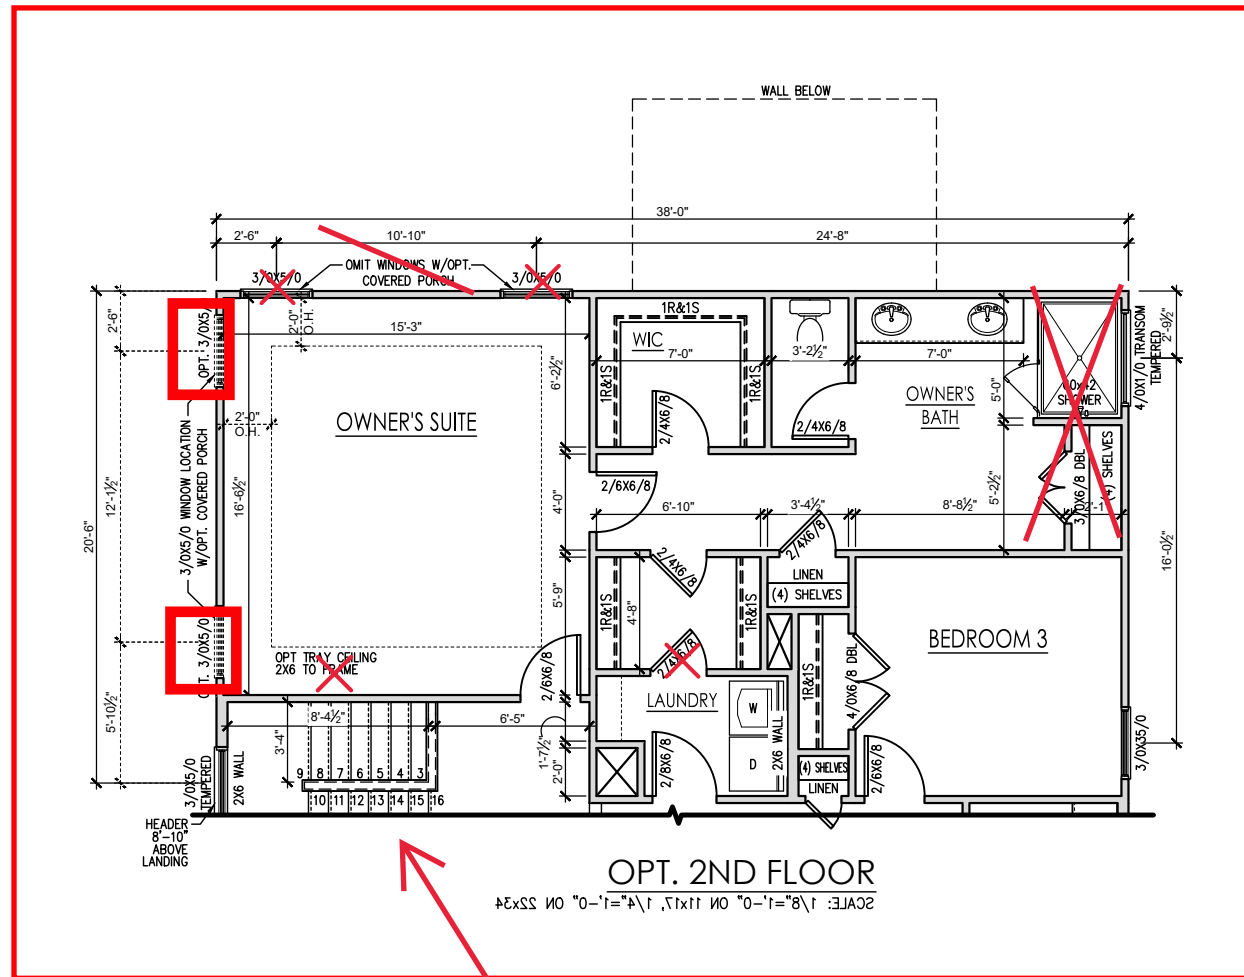 WALL BELOW
38'-0"
2'-6"
10'-10"
24'-8"
OMIT WINDOWS W/OPT.
COVERED PORCH
3/0X5/0
3/0X5/0
2'-6"
OPT. 3/0X5
15'-3"
2'-0"
O.H.
1R&1S
WIC
7'-0"
3'-2½"
7'-0"
6'-2½"
1R&1S
1R&1S
2/4X6/8
2/4X6/8
OWNER'S
BATH
5'-0"
60x42
SHOWER
4/0X1/0 TRANSOM
TEMPERED
2'-9½"
OWNER'S SUITE
2'-0"
O.H.
3/0X5/0 WINDOW LOCATION
W/OPT. COVERED PORCH
12'-1½"
20'-6"
16'-6½"
4'-0"
2/6X6/8
6'-10"
3'-4½"
8'-8½"
2'-1
5'-2½"
3/0X6/8 DBL
(4) SHELVES
16'-0½"
2/4X6/8
2/4X6/8
LINEN
(4) SHELVES
5'-9"
1R&1S
4'-8"
1R&1S
BEDROOM 3
OPT. 3/0X5/0
OPT TRAY CEILING
2X6 TO FRAME
2/6X6/8
2/4X6/8
1R&1S
4/0X6/8 DBL
LAUNDRY
W
D
2X6 WALL
5'-10½"
8'-4½"
6'-5"
3'-4"
1'-7½"
2'-0"
9 8 7 6 5 4 3
10 11 12 13 14 15 16
2/8X6/8
(4) SHELVES
LINEN
2/6X6/8
3/0X35/0
3/0X5/0
TEMPERED
2X6 WALL
HEADER
8'-10"
ABOVE
LANDING
OPT. 2ND FLOOR
SCALE: 1/8"=1'-0" ON 11x17, 1/4"=1'-0" ON 22x34